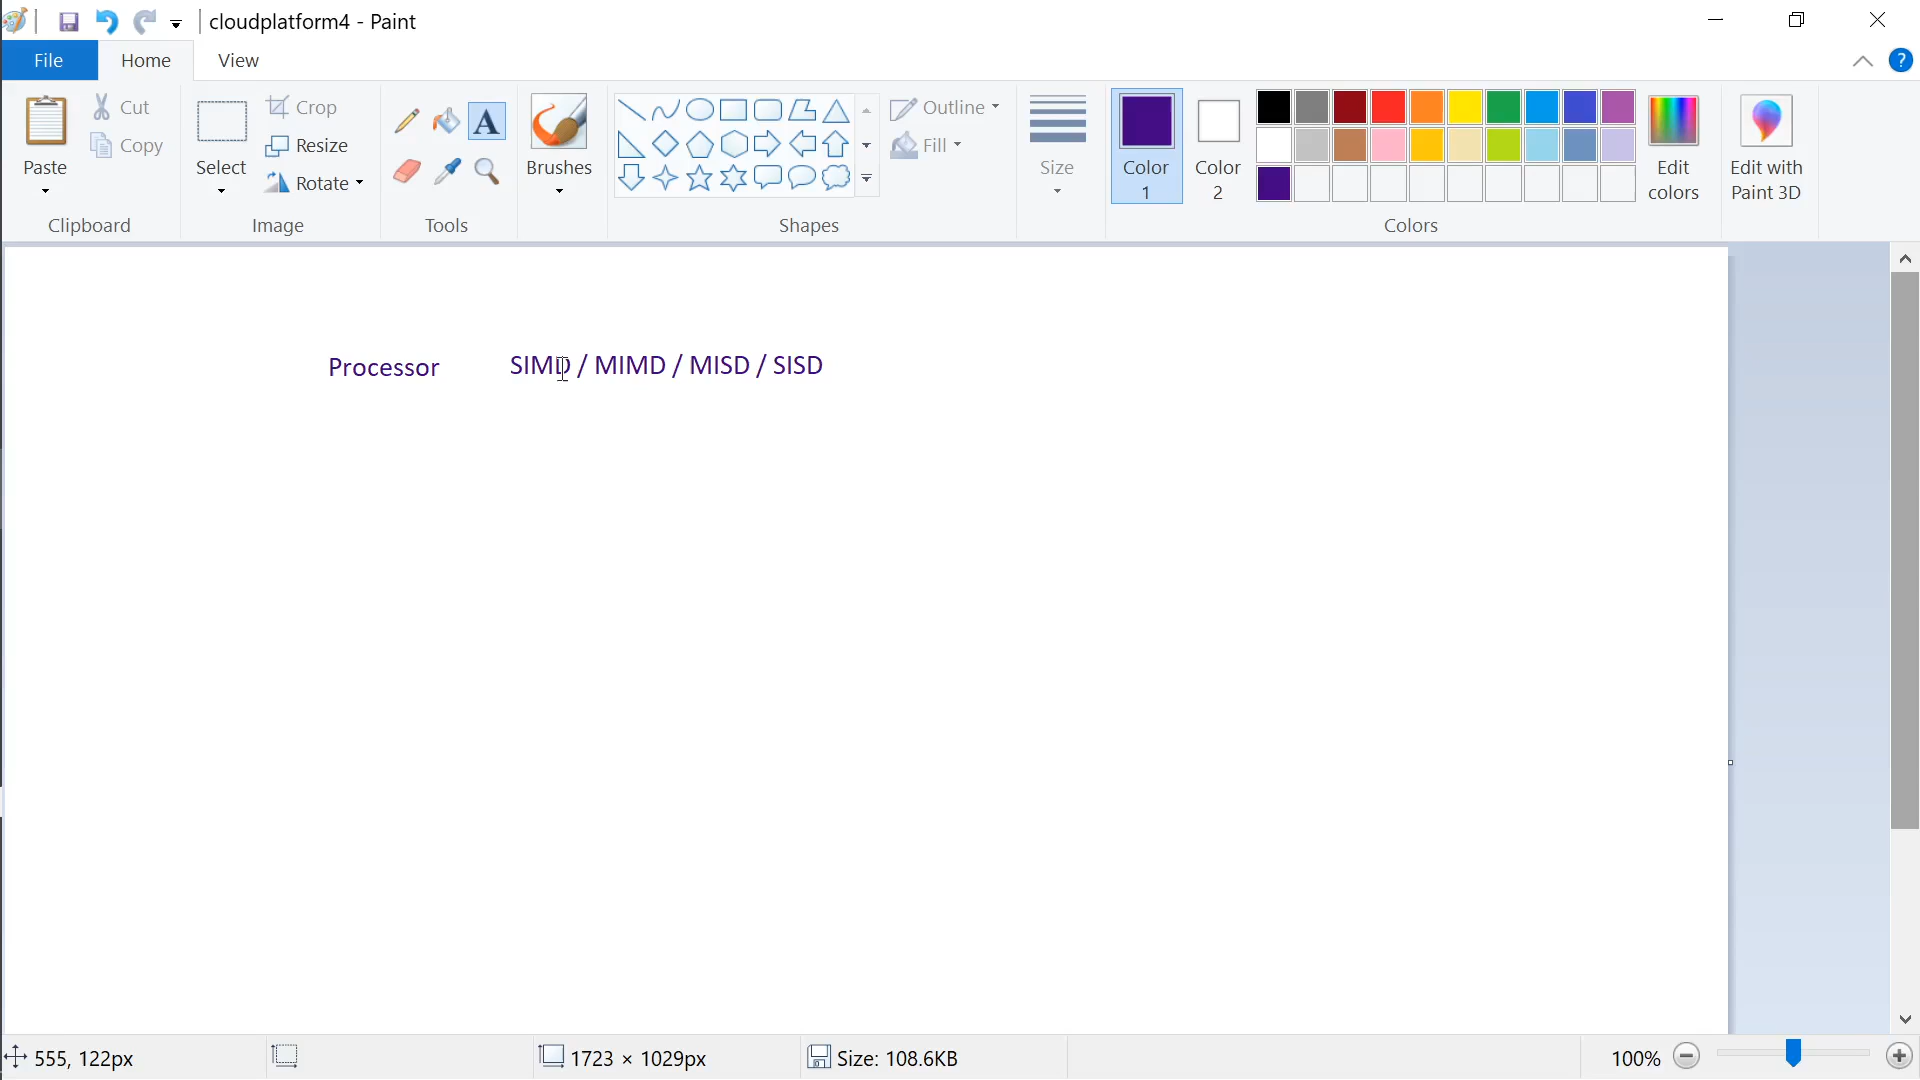 cloudplatform4 - Paint
File Home View
Paste
Cut
Copy
Clipboard
Select
Crop
Resize
Rotate
Image
A
Tools
Brushes
Shapes
Outline
Fill
Size
Color
1
Color
2
Edit
colors
Colors
Edit with
Paint 3D
?
Processor SIMD / MIMD / MISD / SISD
555, 122px 1723 × 1029px Size: 108.6KB 100%